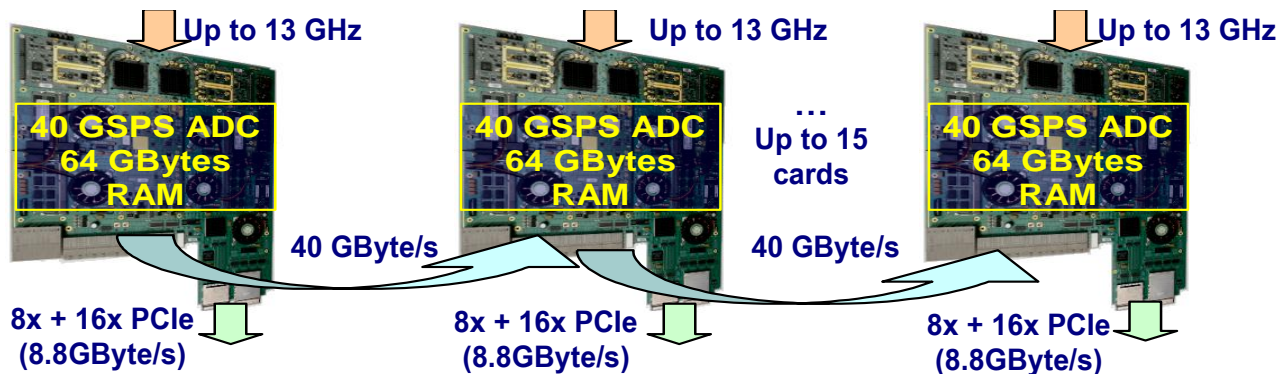 Up to 13 GHz
Up to 13 GHz
Up to 13 GHz
40 GSPS ADC
64 GBytes
RAM
40 GSPS ADC
64 GBytes
RAM
...
Up to 15
cards
40 GSPS ADC
64 GBytes
RAM
40 GByte/s
40 GByte/s
8x + 16x PCIe
(8.8GByte/s)
8x + 16x PCIe
(8.8GByte/s)
8x + 16x PCIe
(8.8GByte/s)